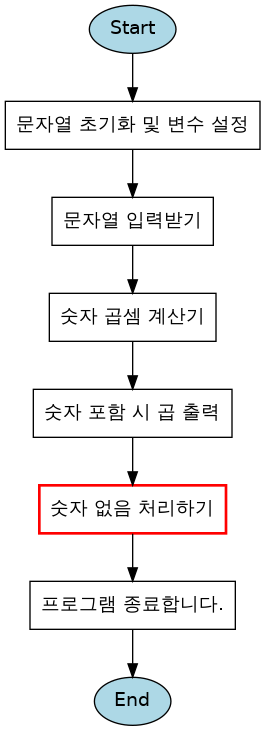 Start
문자열 초기화 및 변수 설정
문자열 입력받기
숫자 곱셈 계산기
숫자 포함 시 곱 출력
숫자 없음 처리하기
프로그램 종료합니다.
End